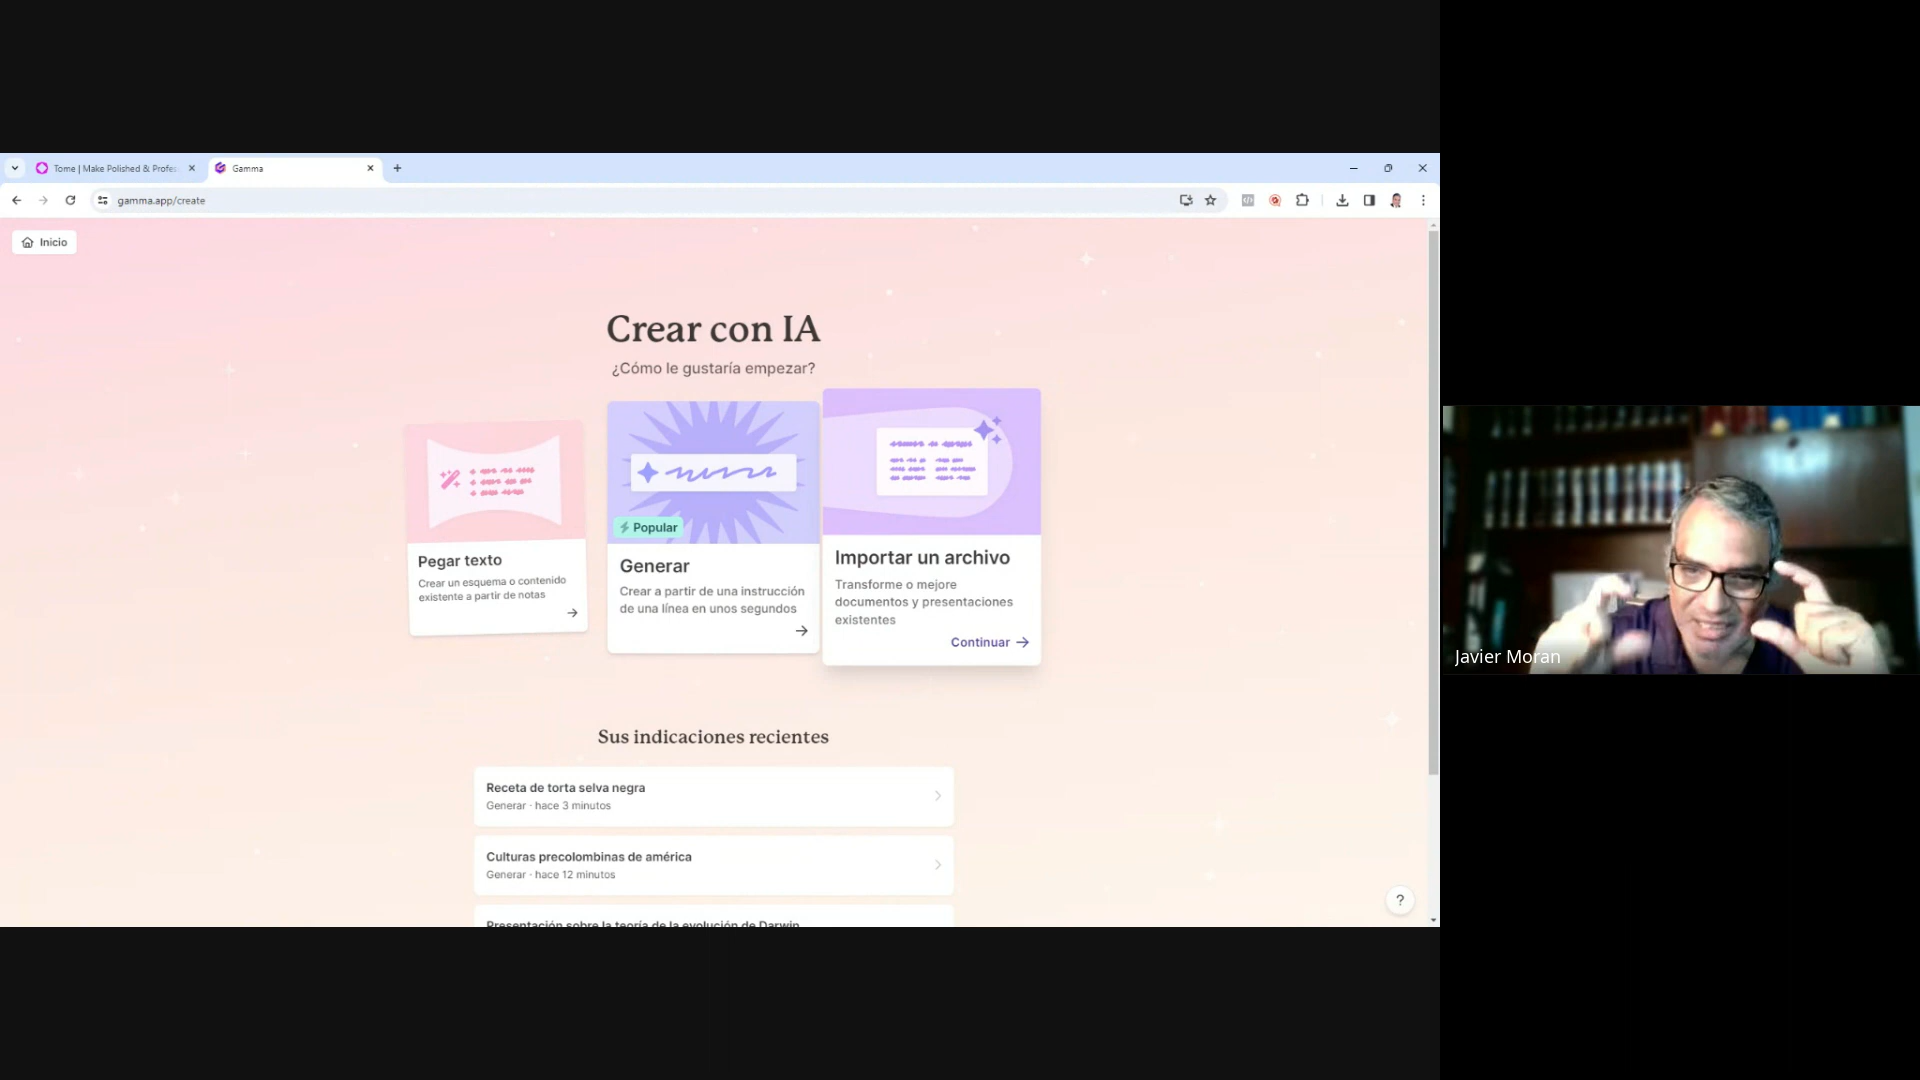 Tome | Make Polished & Profes
Gamma
gamma.app/create
Inicio
Crear con IA
¿Cómo le gustaría empezar?
Pegar texto
Crear un esquema o contenido
existente a partir de notas
Popular
Generar
Crear a partir de una instrucción
de una línea en unos segundos
Importar un archivo
Transforme o mejore
documentos y presentaciones
existentes
Continuar
Sus indicaciones recientes
Receta de torta selva negra
Generar · hace 3 minutos
Culturas precolombinas de américa
Generar · hace 12 minutos
Presentación sobre la teoría de la evolución de Darwin
?
Javier Moran